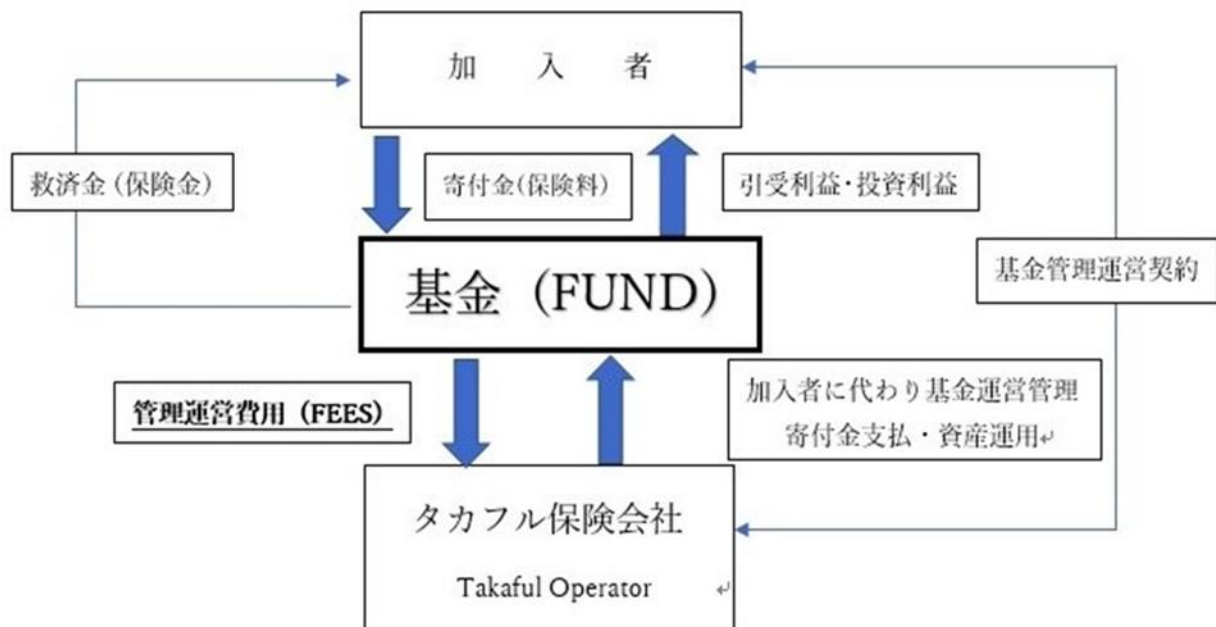 加 入 者
救済金(保険金)
寄付金(保険料)
引受利益・投資利益
基金管理運営契約
基金(FUND)
管理運営費用(FEES)
加入者に代わり基金運営管理
寄付金支払・資産運用↵
タカフル保険会社
Takaful Operator ↵